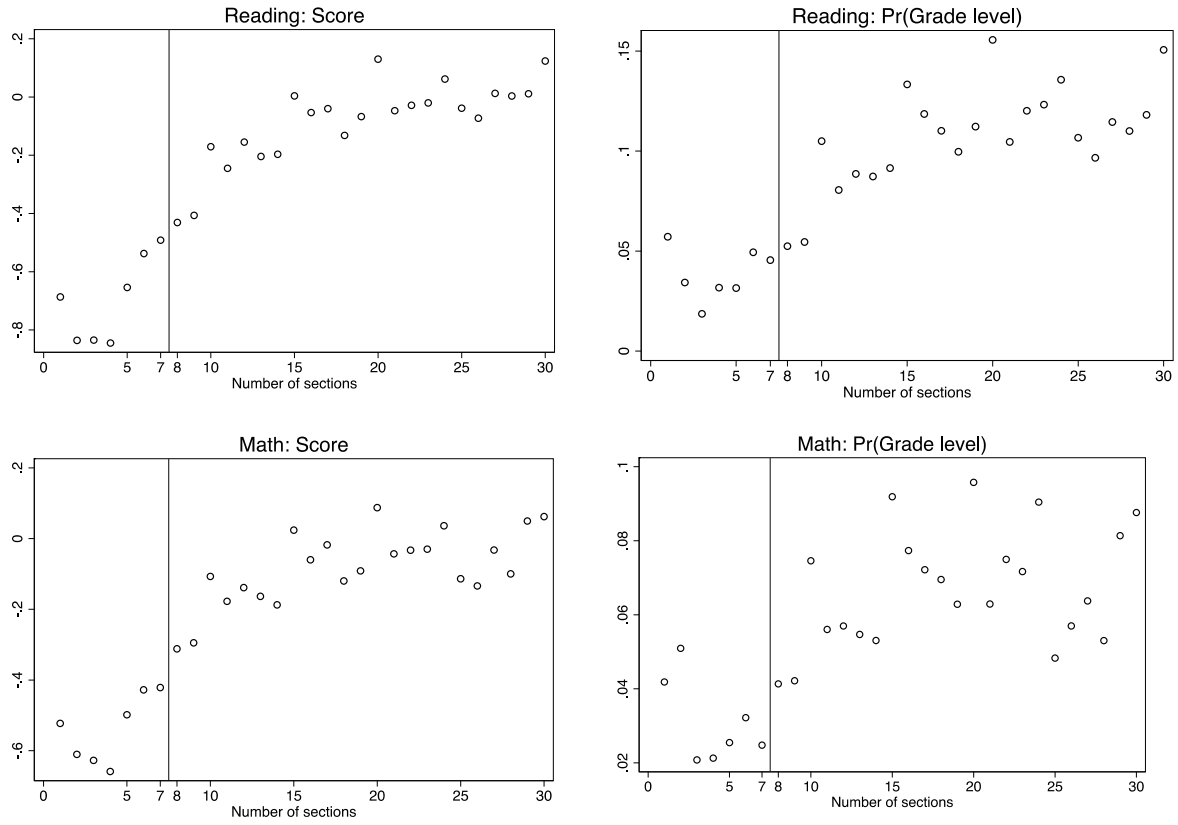 Reading: Score
.2
0
-.2
-.4
-.6
-.8
0 5 7 8 10 15 20 25 30
Number of sections
Reading: Pr(Grade level)
.15
.1
.05
0
0 5 7 8 10 15 20 25 30
Number of sections
Math: Score
.2
0
-.2
-.4
-.6
0 5 7 8 10 15 20 25 30
Number of sections
Math: Pr(Grade level)
.1
.08
.06
.04
.02
0 5 7 8 10 15 20 25 30
Number of sections